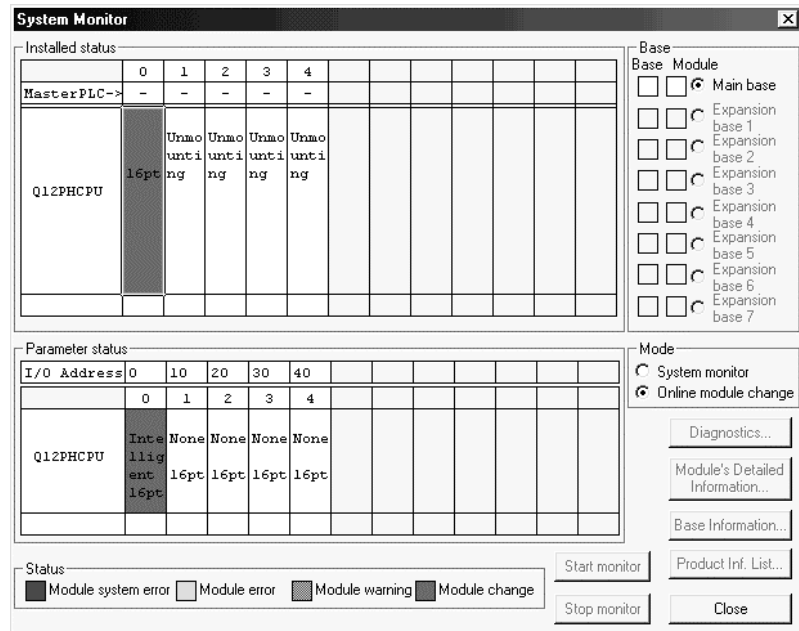 System Monitor
Installed status
0 1 2 3 4
MasterPLC-> - - - - -
Q12PHCPU
16pt
Unmo
unti
ng
Unmo
unti
ng
Unmo
unti
ng
Unmo
unti
ng
Base
Base Module
Main base
Expansion
base 1
Expansion
base 2
Expansion
base 3
Expansion
base 4
Expansion
base 5
Expansion
base 6
Expansion
base 7
Parameter status
I/O Address 0 10 20 30 40
0 1 2 3 4
Q12PHCPU
Inte
llig
ent
16pt
None
16pt
None
16pt
None
16pt
None
16pt
Mode
System monitor
Online module change
Diagnostics...
Module's Detailed
Information...
Base Information...
Product Inf. List...
Status
Module system error Module error Module warning Module change
Start monitor
Stop monitor
Close